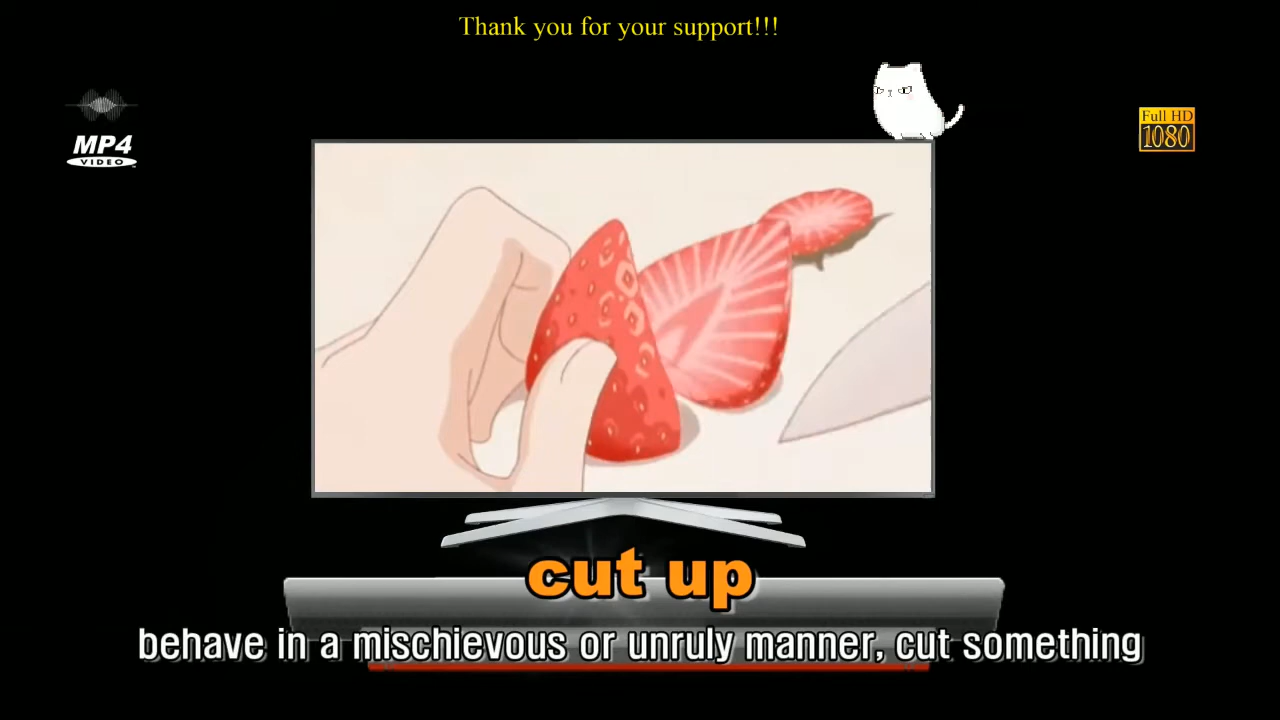 Thank you for your support!!!
MP4
VIDEO
Full HD
1080
cut up
behave in a mischievous or unruly manner, cut something